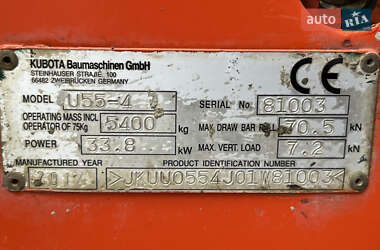 AUTO.RIA
KUBOTA Baumaschinen GmbH
STEINHAUSER STRAßE, 100
66482 ZWEIBRÜCKEN GERMANY
CE
MODEL U55-4 SERIAL No. 81003
OPERATING MASS INCL OPERATOR OF 75Kg 5400 kg MAX. DRAW BAR PULL 70.5 kN
POWER 33.8 kW MAX. VERT. LOAD 7.2 kN
MANUFACTURED YEAR PRODUCT IDENTIFICATION NUMBER